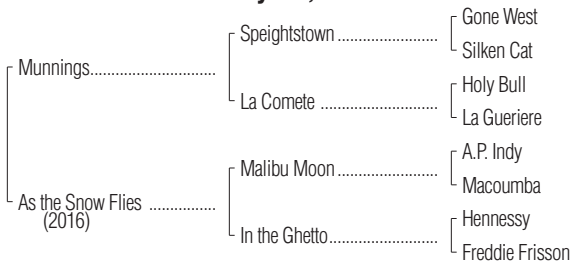 Gone West
Speightstown
Silken Cat
Munnings
Holy Bull
La Comete
La Gueriere
A.P. Indy
Malibu Moon
Macoumba
As the Snow Flies
(2016)
Hennessy
In the Ghetto
Freddie Frisson